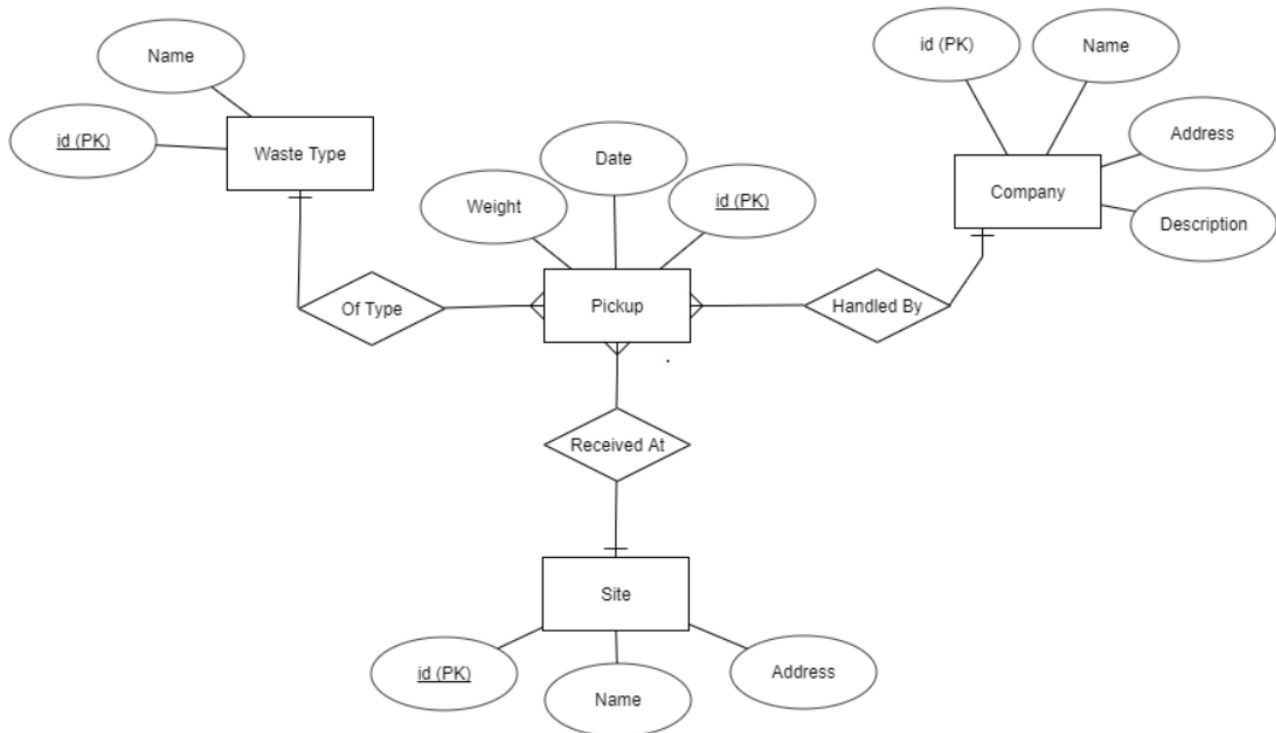 id (PK)
Name
Name
Address
id (PK)
Waste Type
Date
Company
Weight
id (PK)
Description
Of Type
Pickup
Handled By
Received At
Site
id (PK)
Address
Name